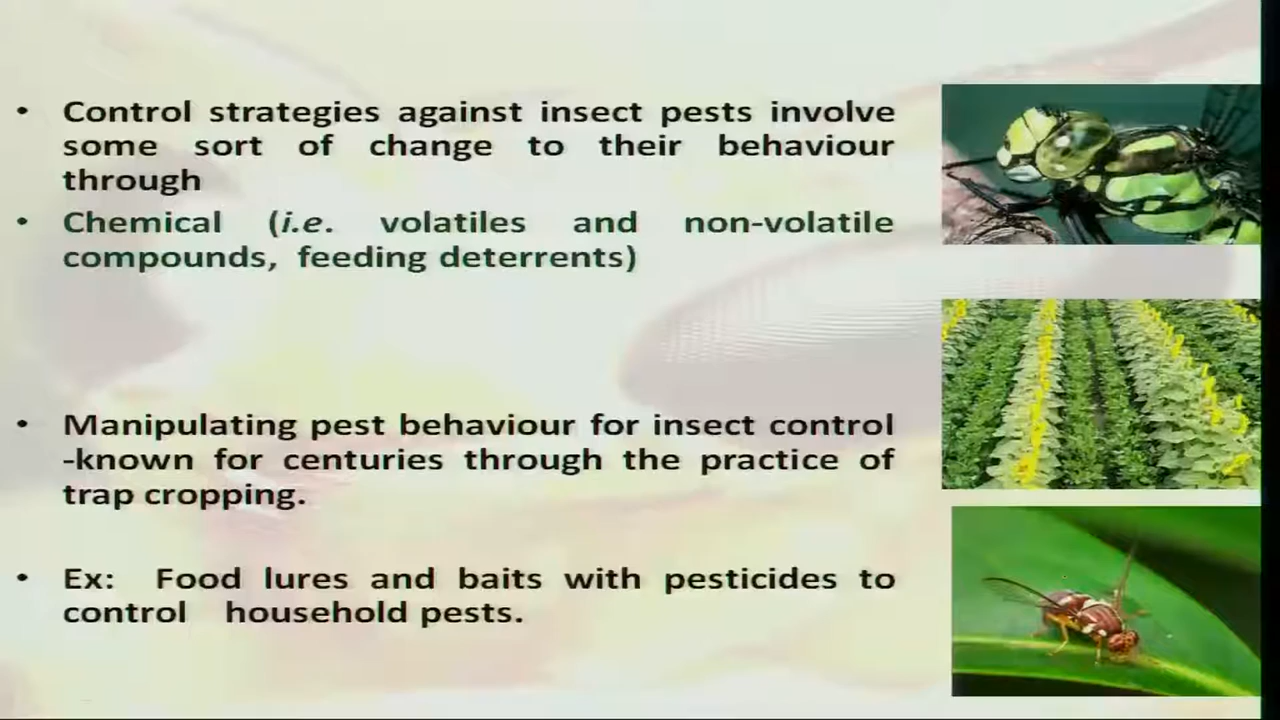 • Control strategies against insect pests involve
some sort of change to their behaviour
through
• Chemical (i.e. volatiles and non-volatile
compounds, feeding deterrents)
• Manipulating pest behaviour for insect control
-known for centuries through the practice of
trap cropping.
• Ex: Food lures and baits with pesticides to
control household pests.